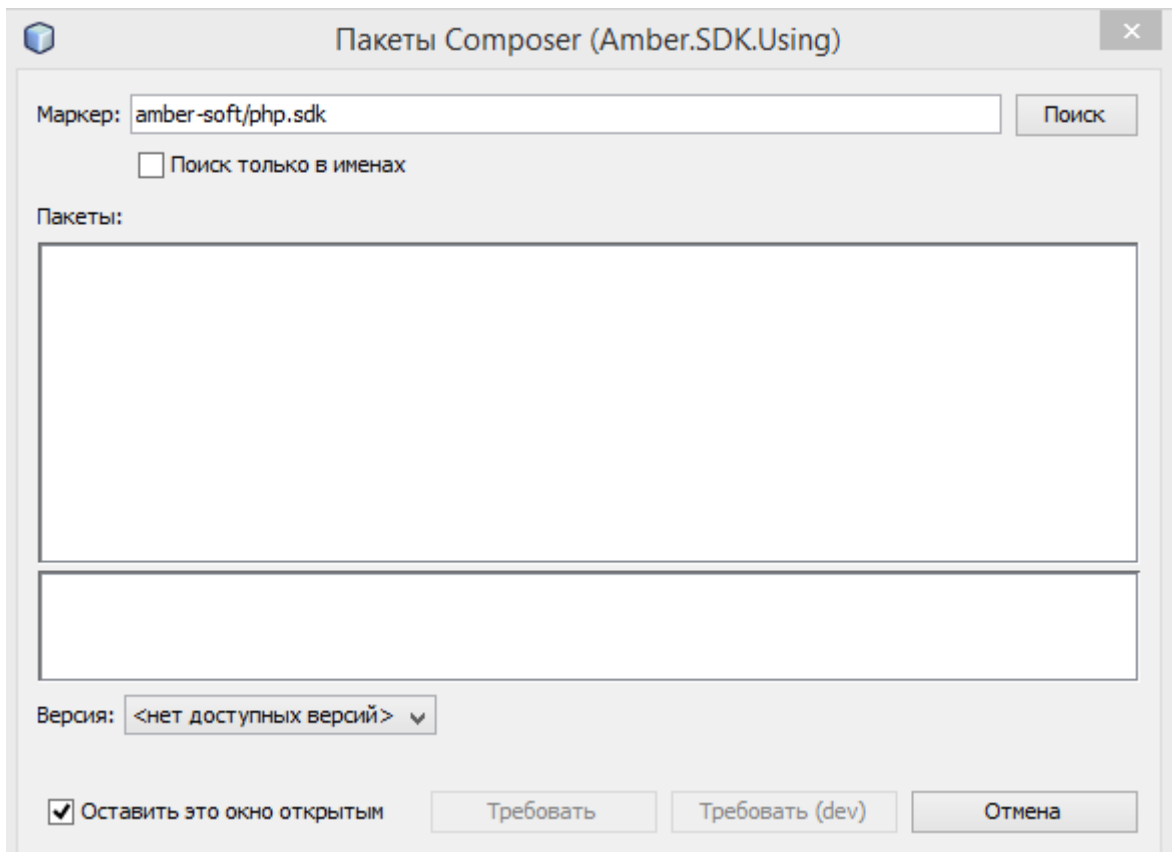 Пакеты Composer (Amber.SDK.Using)
Маркер: amber-soft/php.sdk Поиск
Поиск только в именах
Пакеты:
Версия: <нет доступных версий>
Оставить это окно открытым Требовать Требовать (dev) Отмена